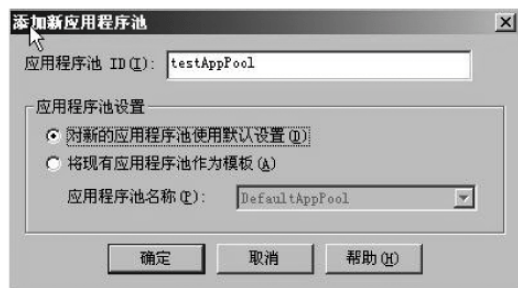 添加新应用程序池
应用程序池 ID(I): testAppPool
应用程序池设置
对新的应用程序池使用默认设置(D)
将现有应用程序池作为模板(A)
应用程序池名称(P): DefaultAppPool
确定 取消 帮助(H)